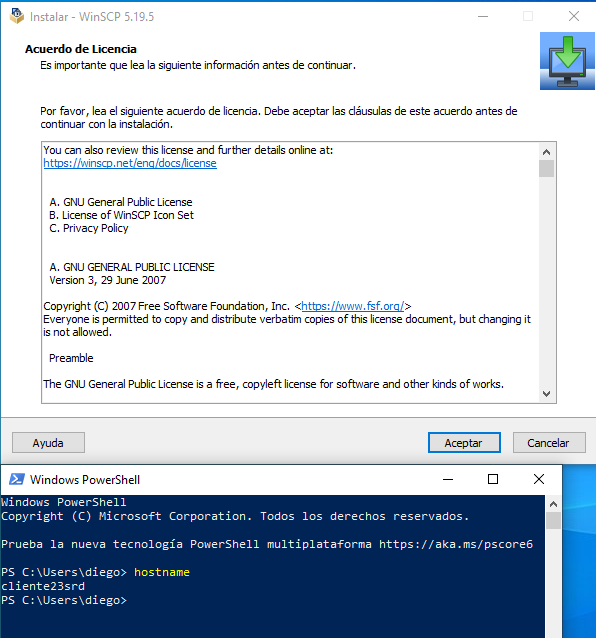 Instalar - WinSCP 5.19.5
Acuerdo de Licencia
Es importante que lea la siguiente información antes de continuar.
Por favor, lea el siguiente acuerdo de licencia. Debe aceptar las cláusulas de este acuerdo antes de
continuar con la instalación.
You can also review this license and further details online at:
https://winscp.net/eng/docs/license
A. GNU General Public License
B. License of WinSCP Icon Set
C. Privacy Policy
A. GNU GENERAL PUBLIC LICENSE
Version 3, 29 June 2007
Copyright (C) 2007 Free Software Foundation, Inc. <https://www.fsf.org/>
Everyone is permitted to copy and distribute verbatim copies of this license document, but changing it
is not allowed.
Preamble
The GNU General Public License is a free, copyleft license for software and other kinds of works.
Ayuda
Aceptar
Cancelar
Windows PowerShell
Windows PowerShell
Copyright (C) Microsoft Corporation. Todos los derechos reservados.
Prueba la nueva tecnología PowerShell multiplataforma https://aka.ms/pscore6
PS C:\Users\diego> hostname
cliente23srd
PS C:\Users\diego>